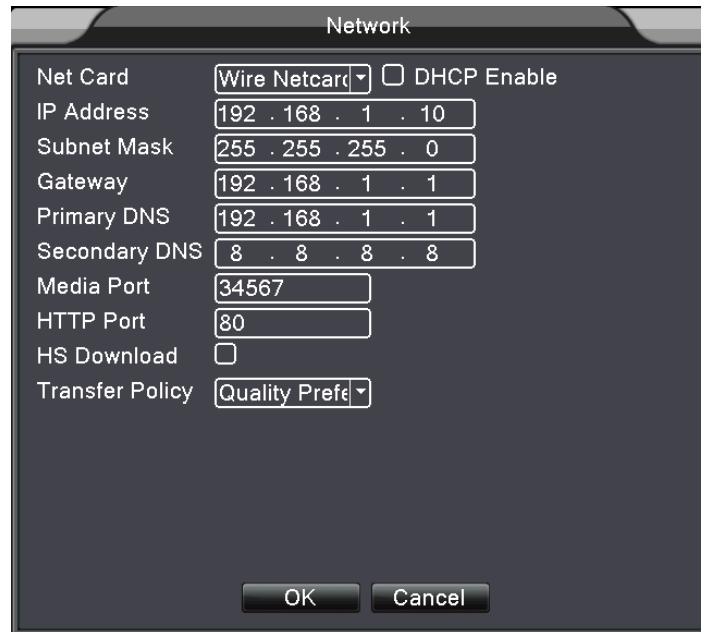 Network
Net Card Wire Netcar DHCP Enable
IP Address 192 . 168 . 1 . 10
Subnet Mask 255 . 255 . 255 . 0
Gateway 192 . 168 . 1 . 1
Primary DNS 192 . 168 . 1 . 1
Secondary DNS 8 . 8 . 8 . 8
Media Port 34567
HTTP Port 80
HS Download
Transfer Policy Quality Prefe
OK Cancel